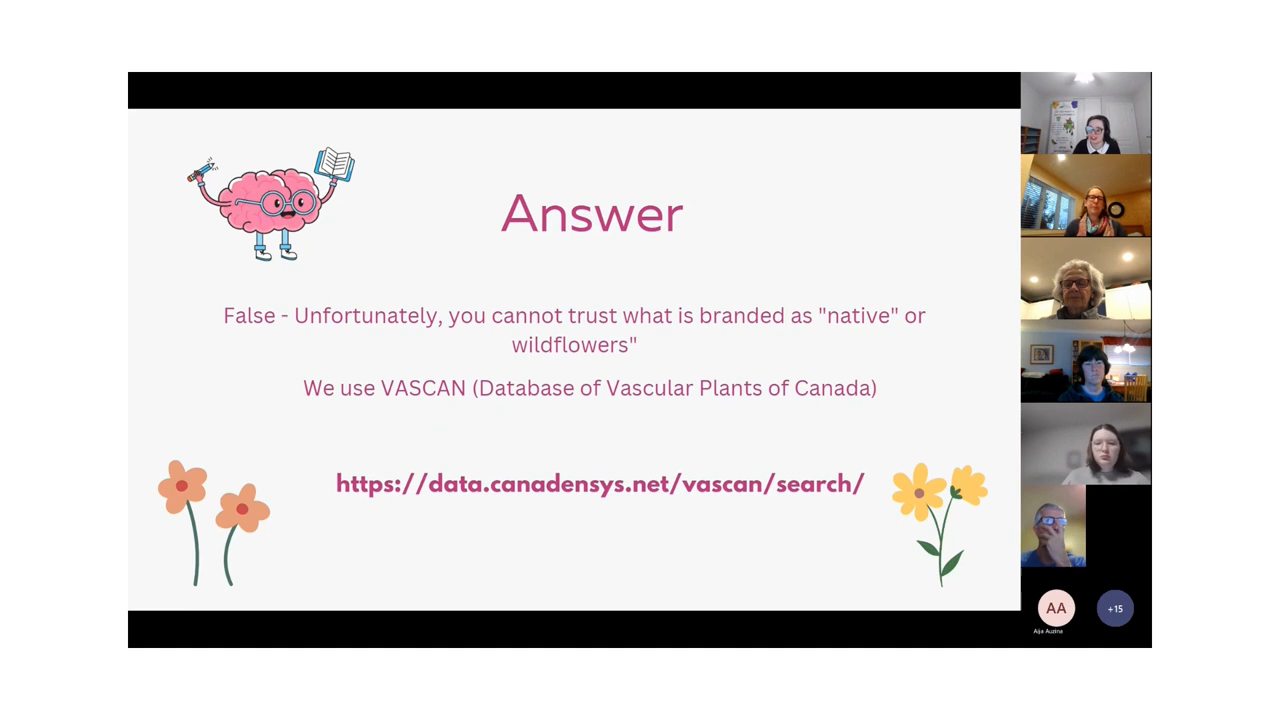 Answer
False - Unfortunately, you cannot trust what is branded as "native" or
wildflowers"
We use VASCAN (Database of Vascular Plants of Canada)
https://data.canadensys.net/vascan/search/
AA
+15
Aija Auzina